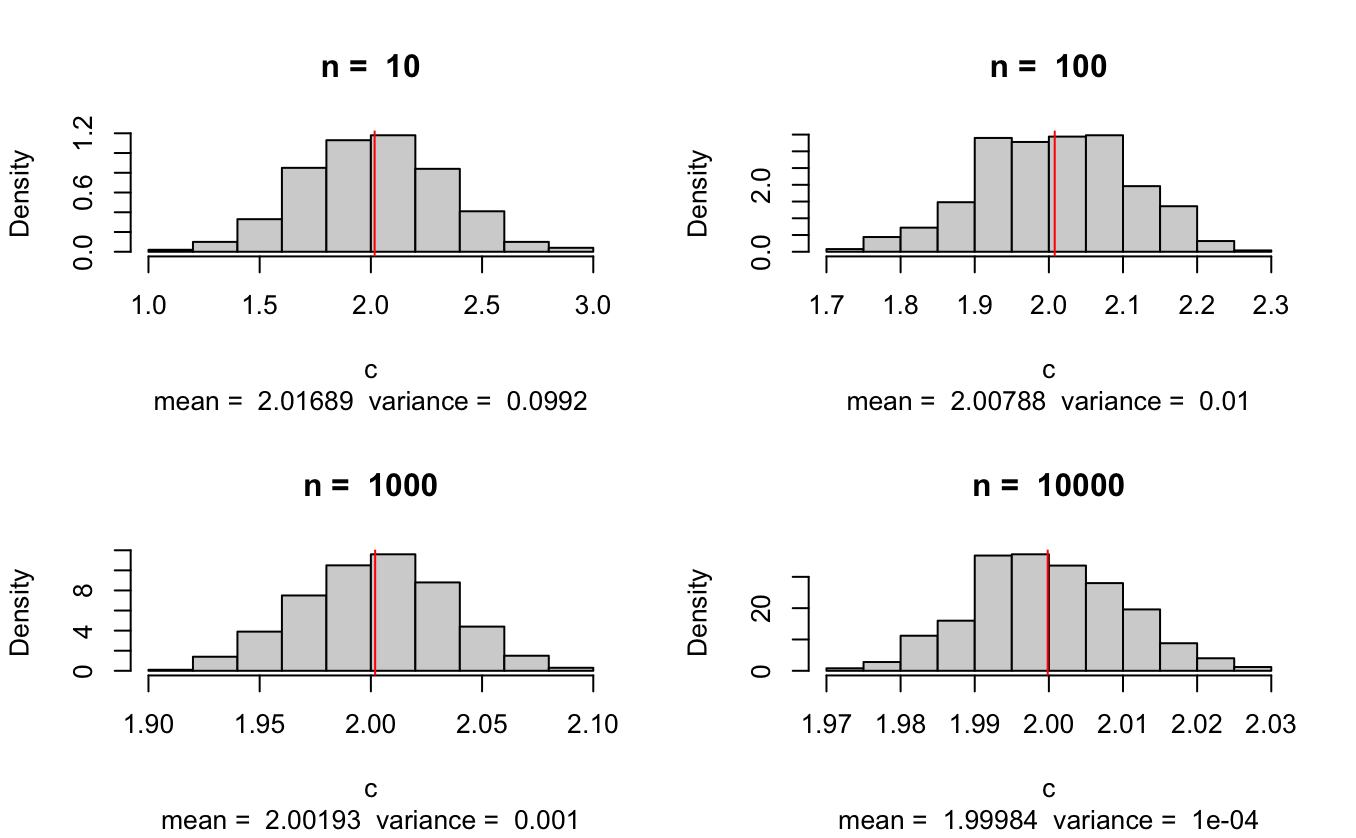 n =  10
Density
0.0 0.6 1.2
1.0 1.5 2.0 2.5 3.0
c
mean =  2.01689  variance =  0.0992
n =  100
Density
0.0 2.0
1.7 1.8 1.9 2.0 2.1 2.2 2.3
c
mean =  2.00788  variance =  0.01
n =  1000
Density
0 4 8
1.90 1.95 2.00 2.05 2.10
c
mean =  2.00193  variance =  0.001
n =  10000
Density
0 20
1.97 1.98 1.99 2.00 2.01 2.02 2.03
c
mean =  1.99984  variance =  1e-04